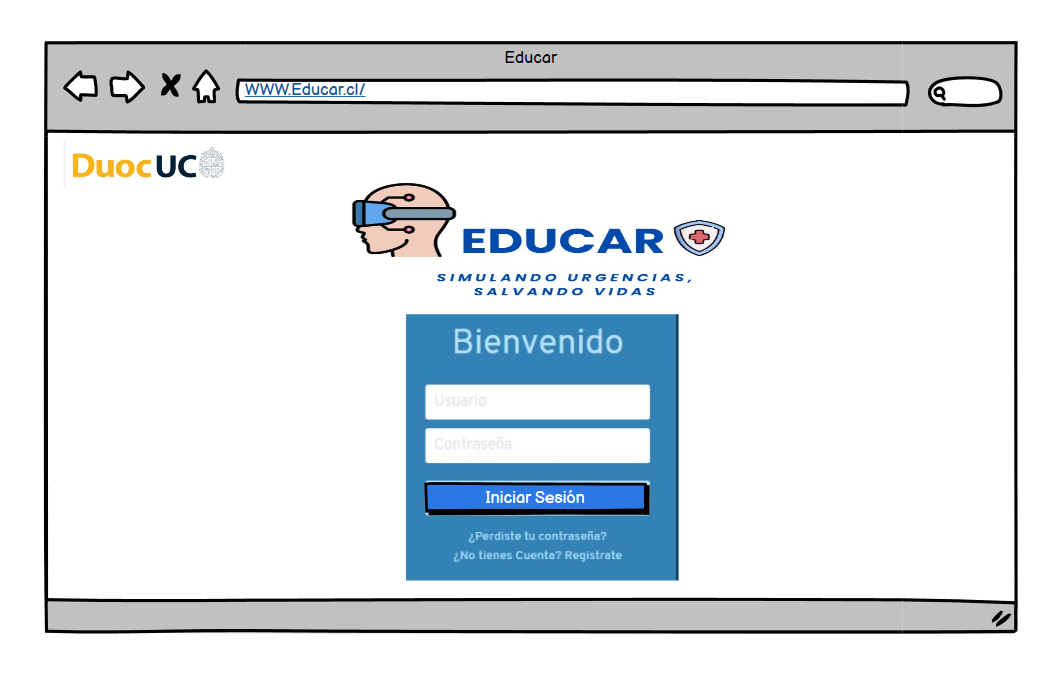 Educar
WWW.Educar.cl/
DuocUC
EDUCAR
SIMULANDO URGENCIAS,
SALVANDO VIDAS
Bienvenido
Usuario
Contraseña
Iniciar Sesión
¿Perdiste tu contraseña?
¿No tienes Cuenta? Registrate